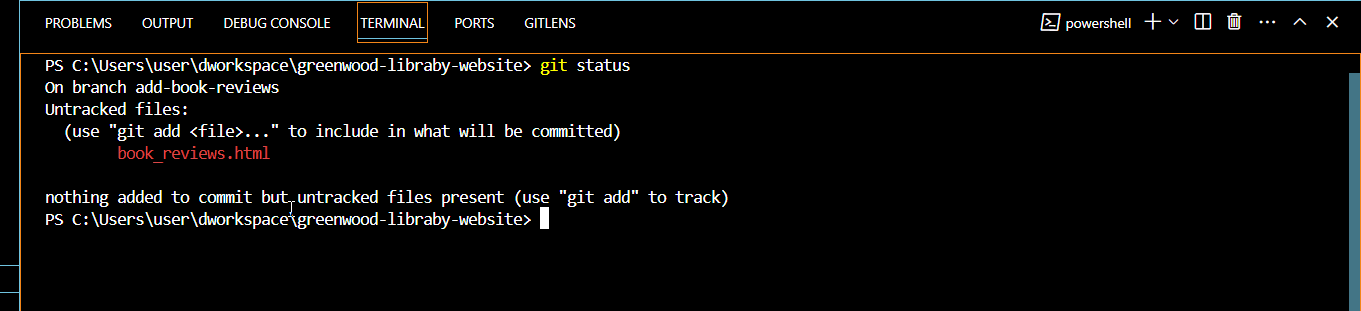 PROBLEMS OUTPUT DEBUG CONSOLE TERMINAL PORTS GITLENS powershell
PS C:\Users\user\dworkspace\greenwood-libraby-website> git status
On branch add-book-reviews
Untracked files:
  (use "git add <file>..." to include in what will be committed)
        book_reviews.html

nothing added to commit but untracked files present (use "git add" to track)
PS C:\Users\user\dworkspace\greenwood-libraby-website>